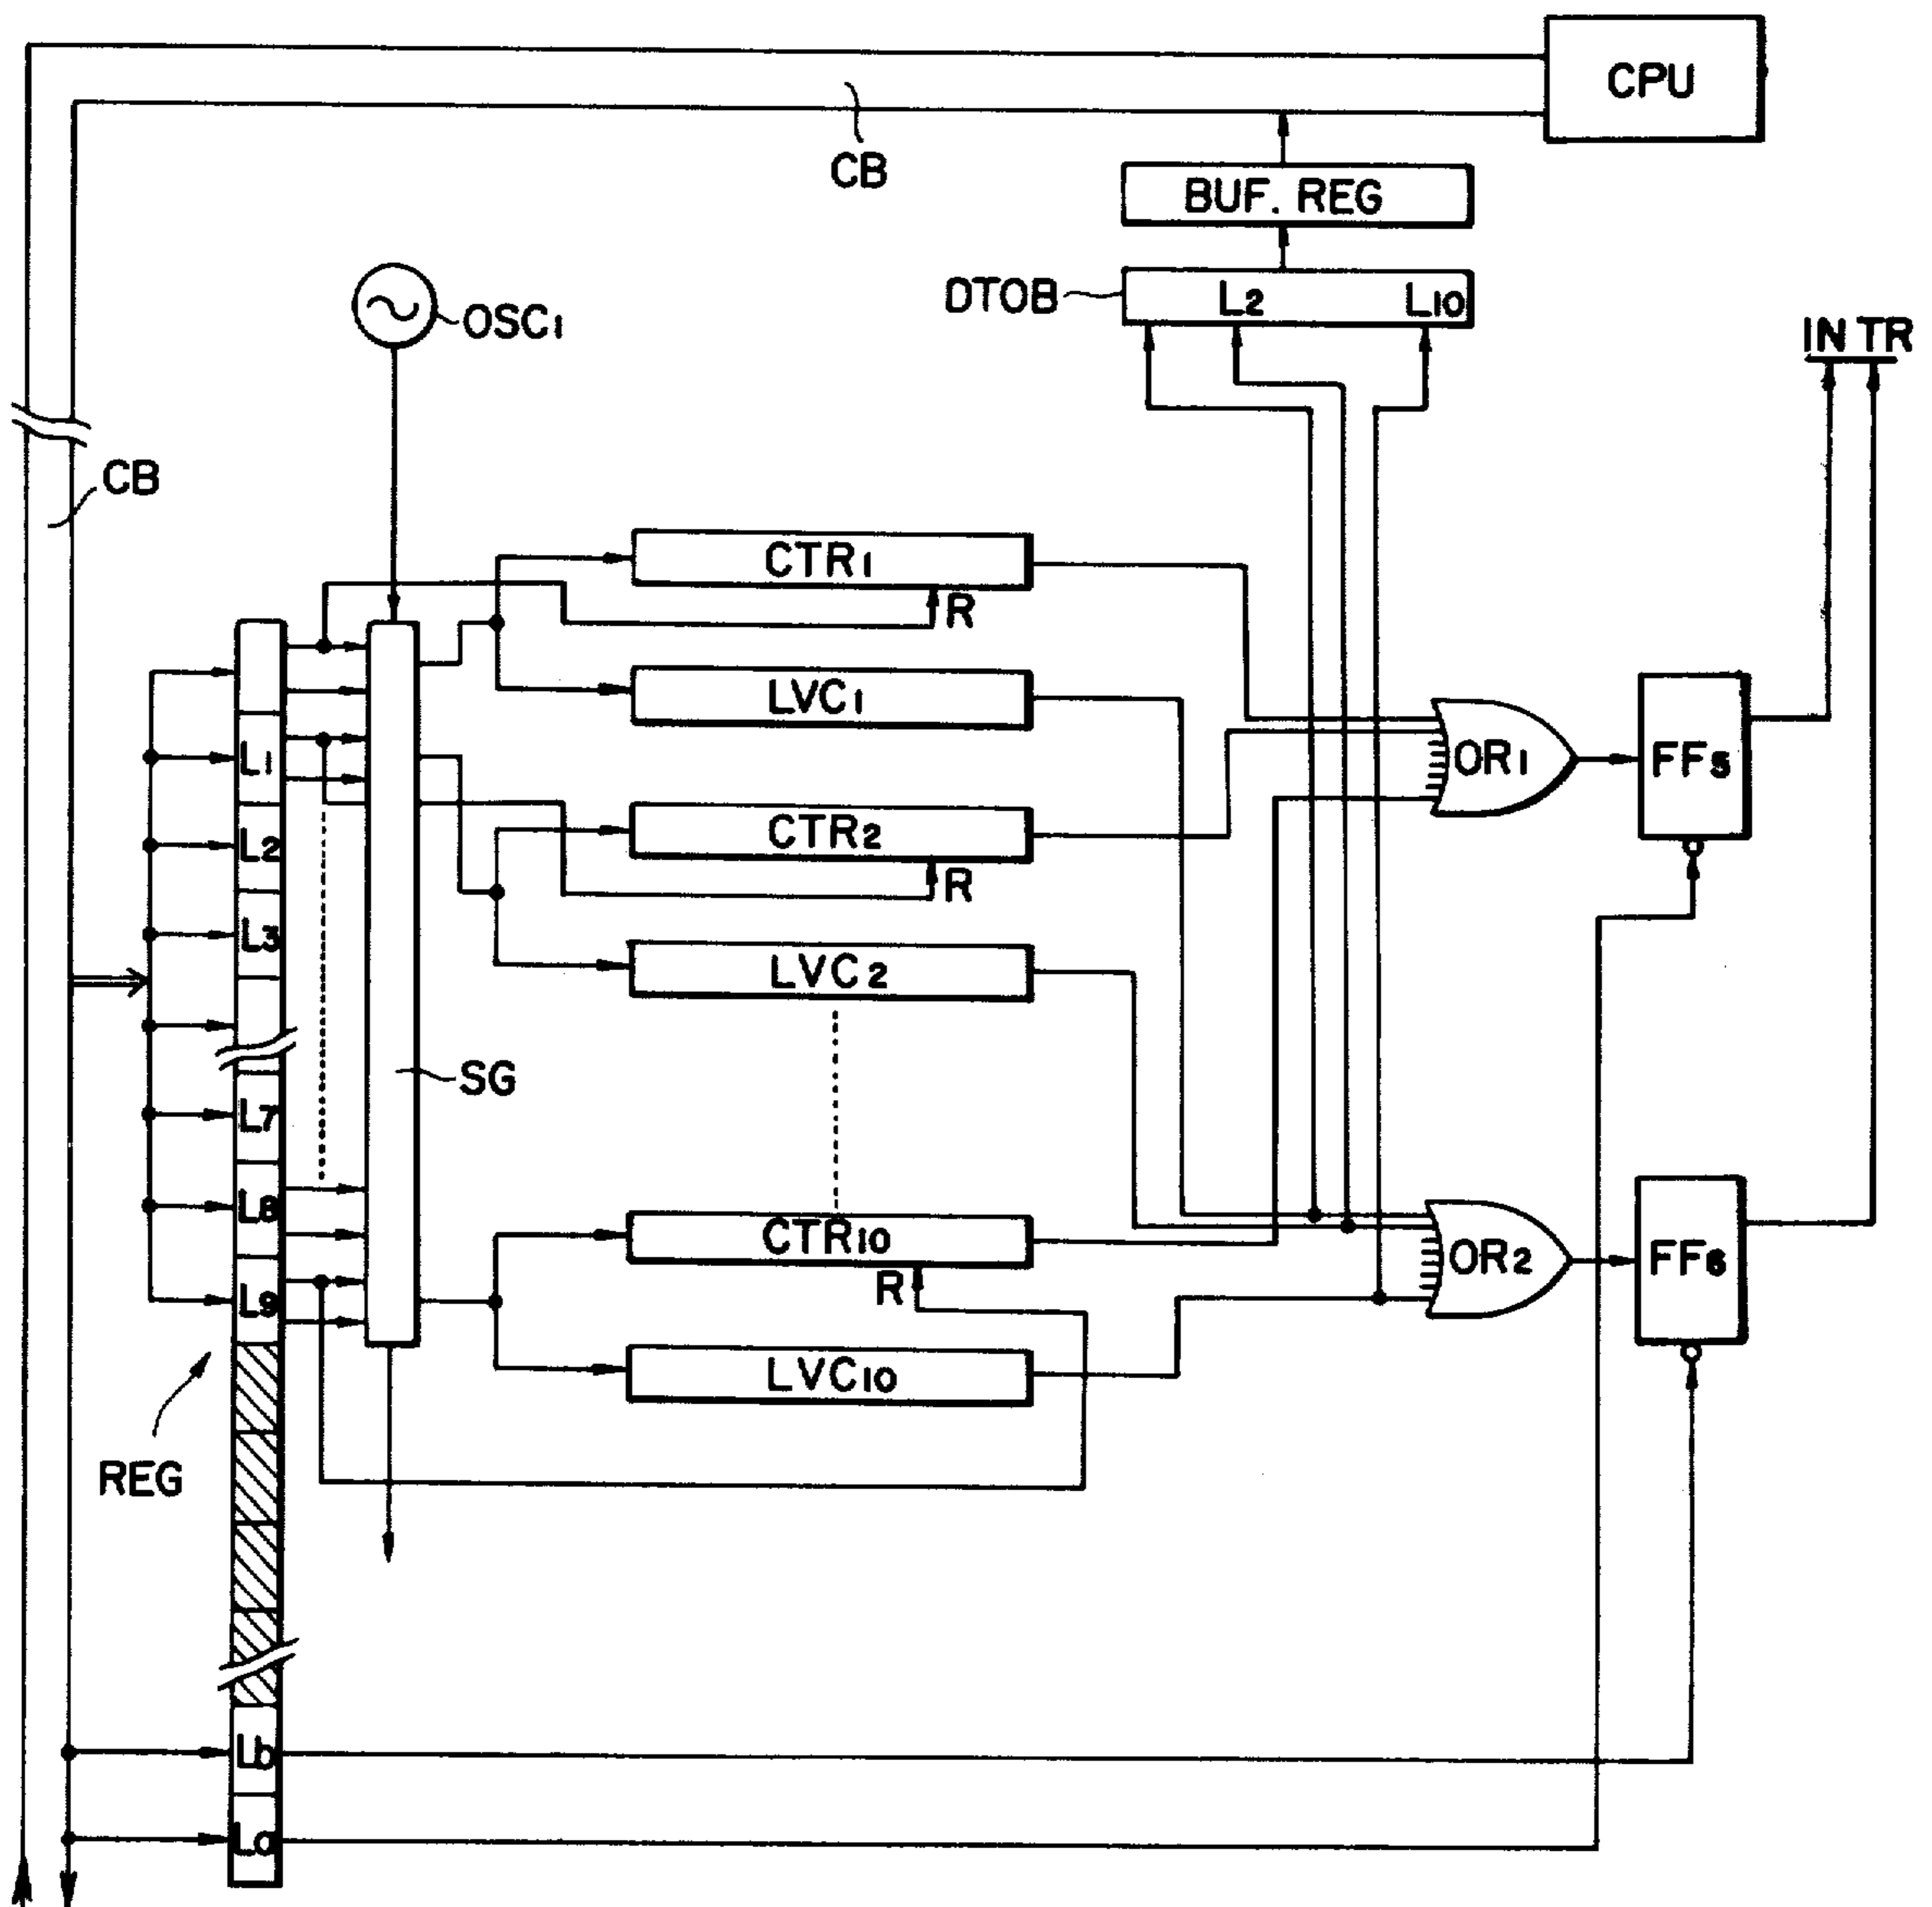 CPU
CB
BUF. REG
DTOB
L2
L10
OSC1
IN TR
CB
CTR1
R
LVC1
L1
OR1
FF5
CTR2
L2
R
L3
LVC2
SG
L7
L8
CTR10
OR2
FF6
R
L9
LVC10
REG
Lb
La